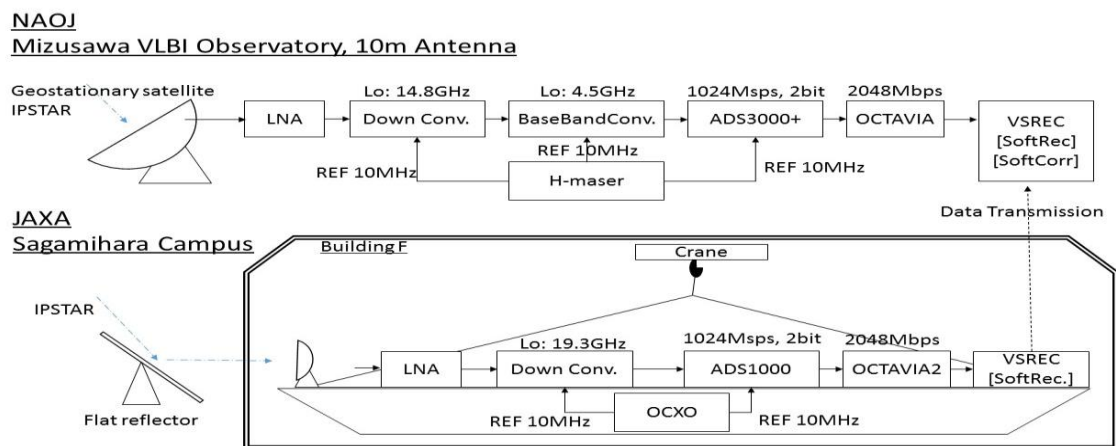 NAOJ
Mizusawa VLBI Observatory, 10m Antenna
Geostationary satellite
IPSTAR
Lo: 14.8GHz
Lo: 4.5GHz
1024Msps, 2bit
2048Mbps
LNA
Down Conv.
BaseBandConv.
ADS3000+
OCTAVIA
VSREC
[SoftRec]
[SoftCorr]
REF 10MHz
REF 10MHz
REF 10MHz
H-maser
Data Transmission
JAXA
Sagamihara Campus
Building F
Crane
IPSTAR
Lo: 19.3GHz
1024Msps, 2bit
2048Mbps
LNA
Down Conv.
ADS1000
OCTAVIA2
VSREC
[SoftRec.]
OCXO
REF 10MHz
REF 10MHz
Flat reflector